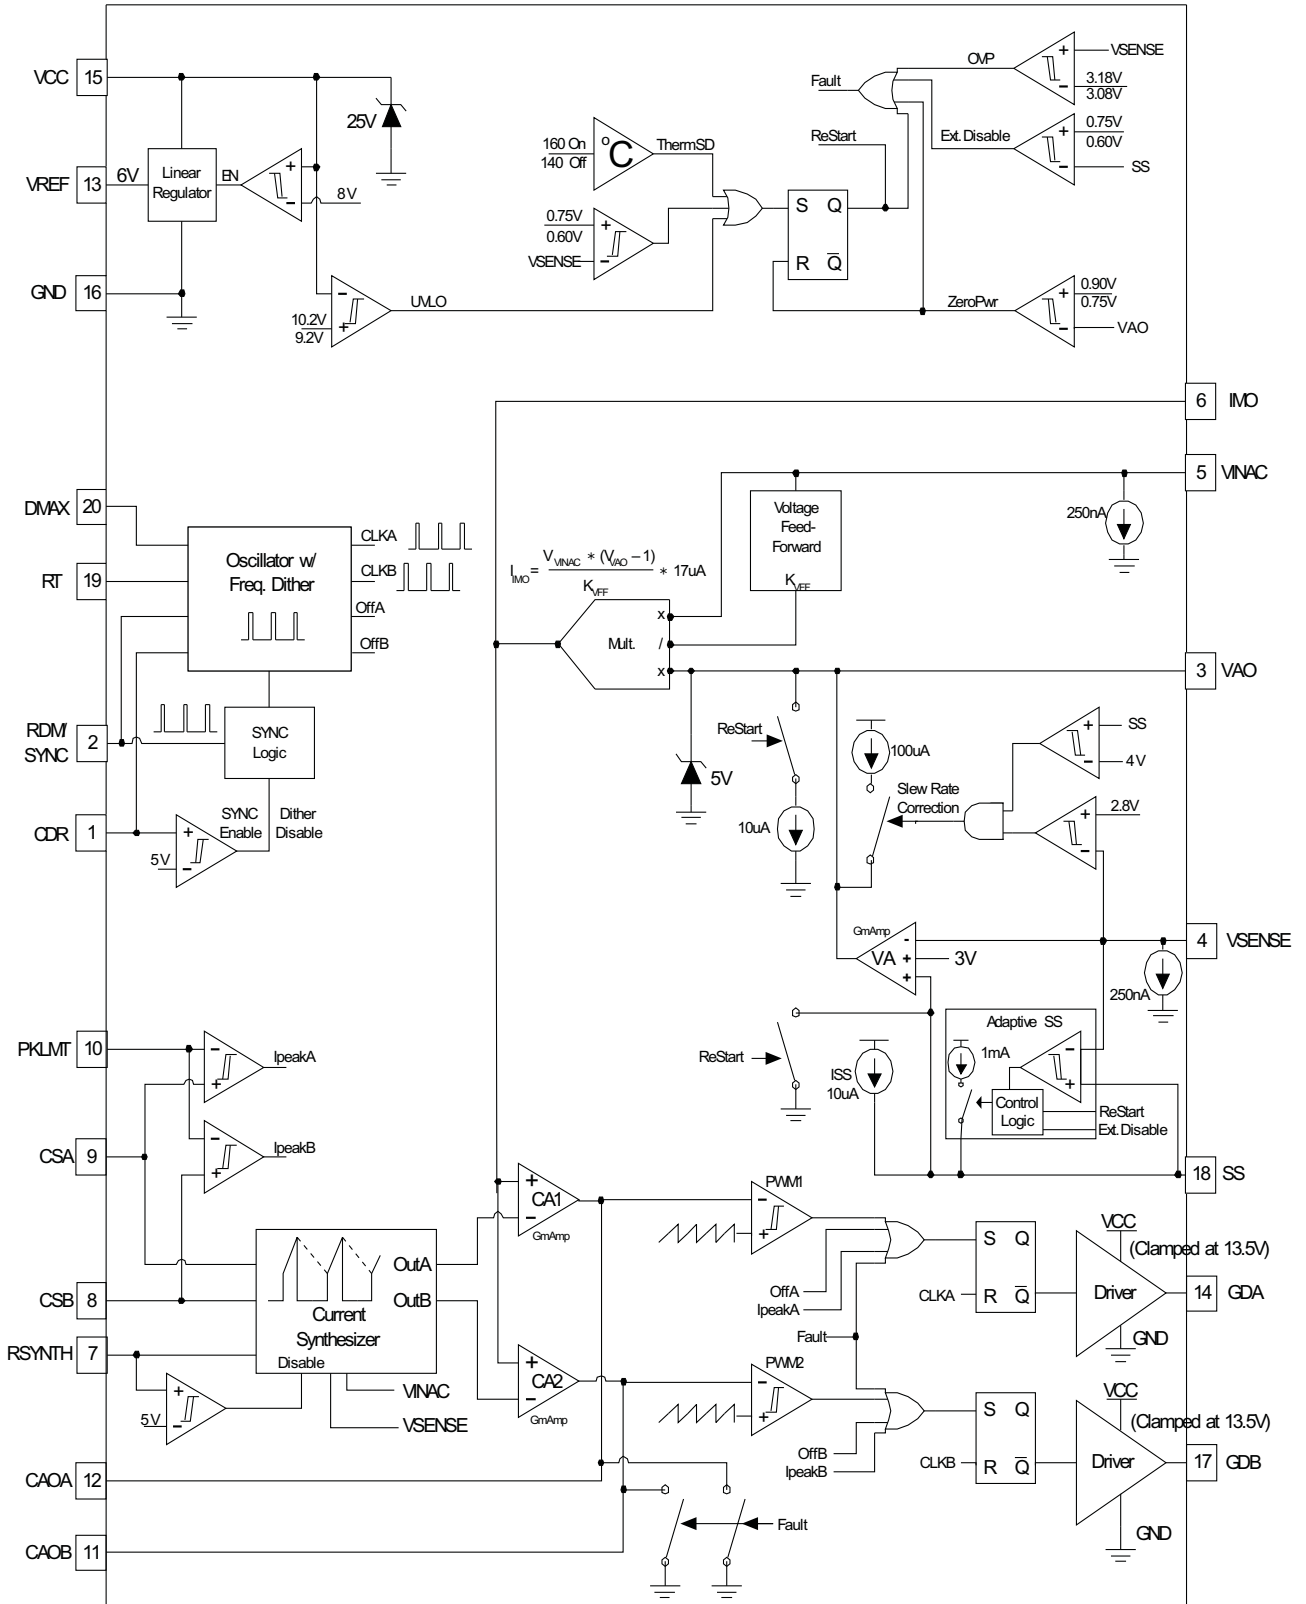 VCC 15
25V
VREF 13
6V
Linear
Regulator
EN
+
−
8V
GND 16
−
+
10.2V
9.2V
UVLO
160 On
140 Off
°C
ThermSD
0.75V
0.60V
VSENSE
+
−
S Q
R Q
Fault
ReStart
OVP
+
−
VSENSE
3.18V
3.08V
Ext. Disable
+
−
0.75V
0.60V
SS
ZeroPwr
+
−
0.90V
0.75V
VAO
6 IMO
5 VINAC
250nA
Voltage
Feed-
Forward
KVFF
IIMO = VVINAC * (VVAO − 1) * 17uA
KVFF
x
/
x
Mult.
3 VAO
DMAX 20
RT 19
Oscillator w/
Freq. Dither
CLKA
CLKB
OffA
OffB
RDM/
SYNC
2
SYNC
Logic
CDR 1
SYNC
Enable
Dither
Disable
+
−
5V
ReStart
5V
10uA
100uA
Slew Rate
Correction
+
−
SS
4V
+
−
2.8V
GmAmp
VA
-
+
+
3V
4 VSENSE
250nA
Adaptive SS
1mA
−
+
Control
Logic
ReStart
Ext. Disable
ReStart
ISS
10uA
18 SS
PKLMT 10
−
+
IpeakA
−
+
IpeakB
CSA 9
CSB 8
RSYNTH 7
OutA
OutB
Current
Synthesizer
Disable
VINAC
VSENSE
+
−
5V
+
−
CA1
GmAmp
+
−
CA2
GmAmp
PWM1
−
+
OffA
IpeakA
Fault
CLKA
S Q
R Q
VCC
(Clamped at 13.5V)
Driver
GND
14 GDA
PWM2
−
+
OffB
IpeakB
CLKB
S Q
R Q
VCC
(Clamped at 13.5V)
Driver
GND
17 GDB
CAOA 12
CAOB 11
Fault